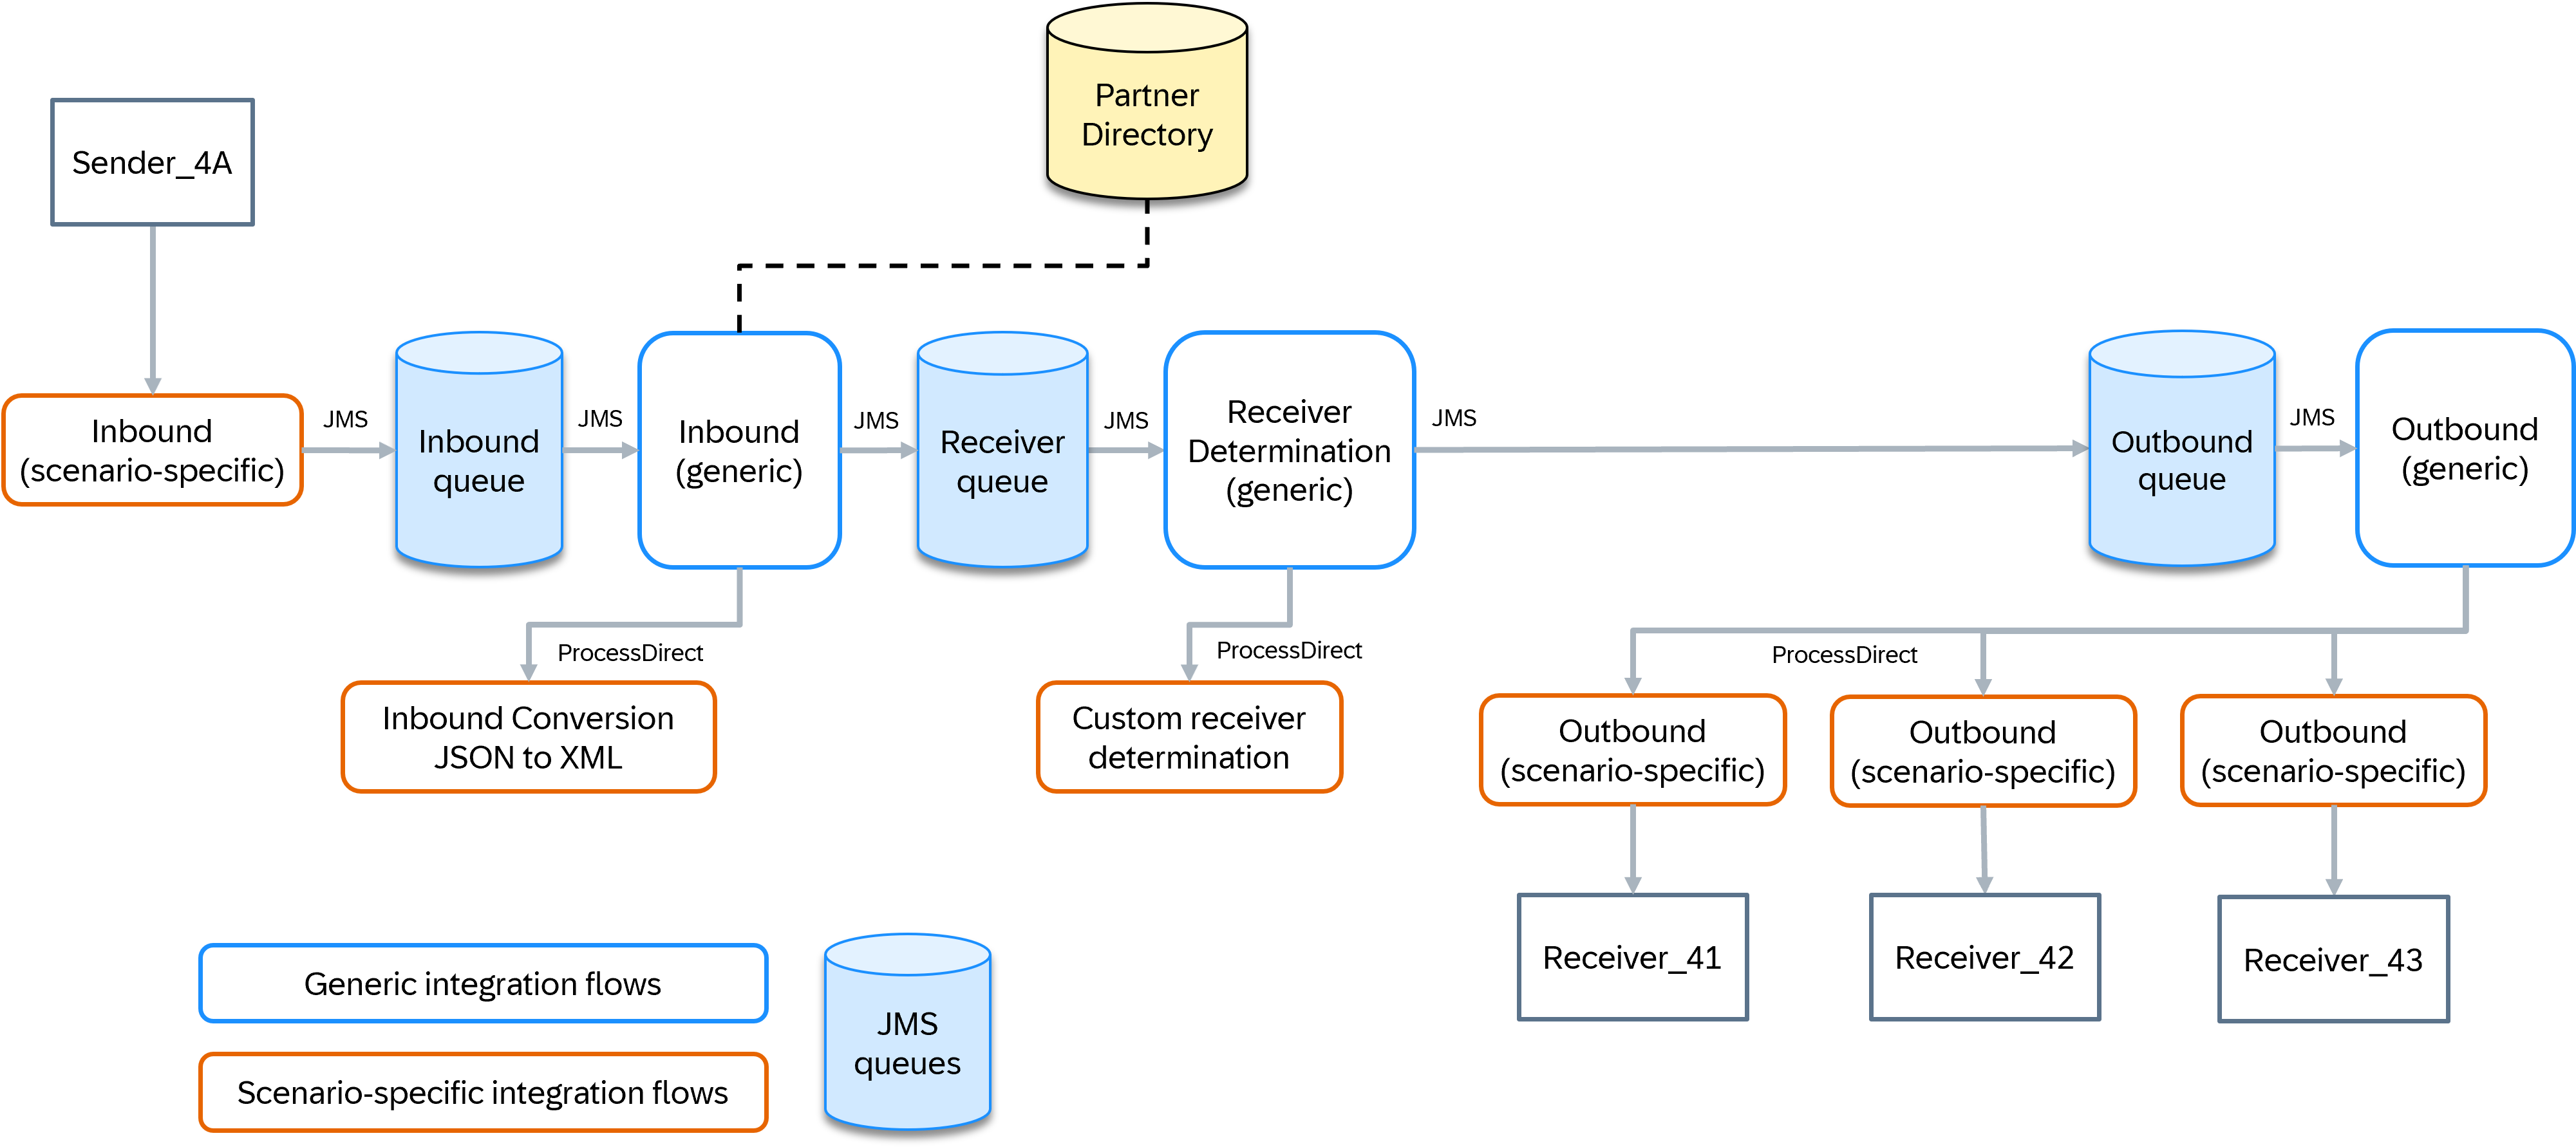 Partner
Directory
Sender_4A
Inbound
(scenario-specific)
JMS
Inbound
queue
JMS
Inbound
(generic)
JMS
Receiver
queue
JMS
Receiver
Determination
(generic)
JMS
Outbound
queue
JMS
Outbound
(generic)
ProcessDirect
ProcessDirect
ProcessDirect
Inbound Conversion
JSON to XML
Custom receiver
determination
Outbound
(scenario-specific)
Outbound
(scenario-specific)
Outbound
(scenario-specific)
Receiver_41
Receiver_42
Receiver_43
Generic integration flows
Scenario-specific integration flows
JMS
queues